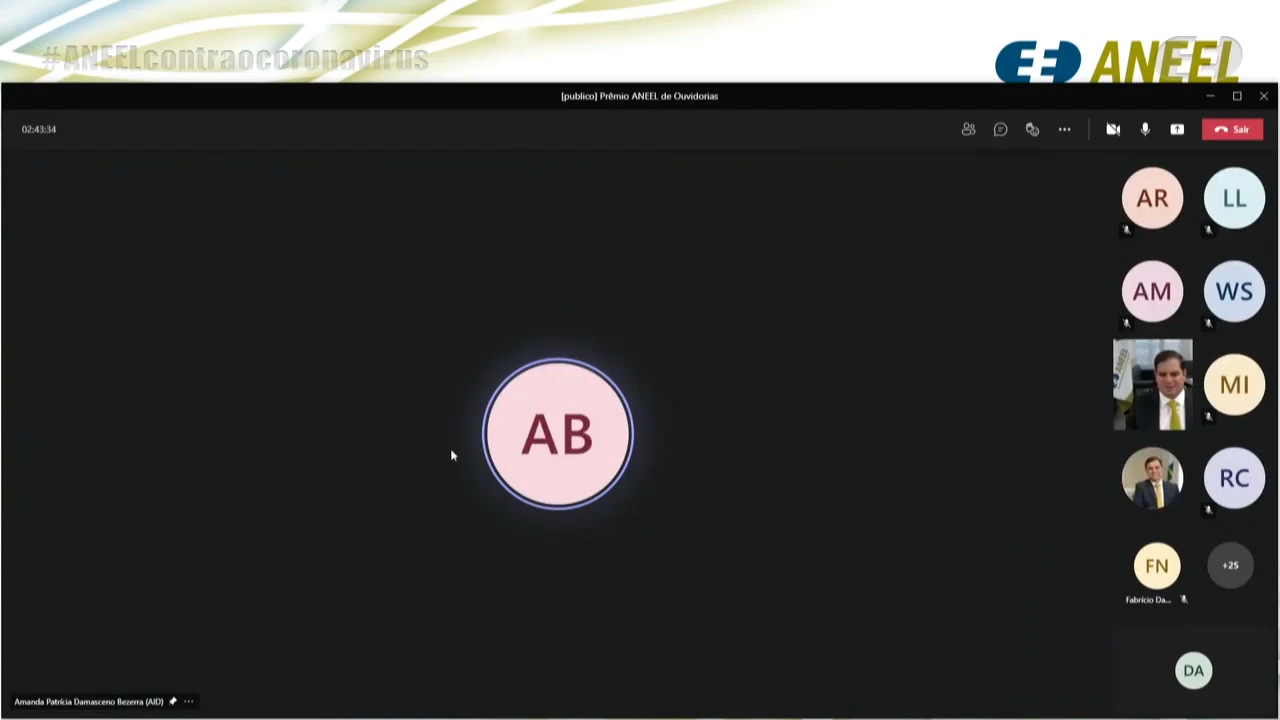 #ANEELcontraocoronavirus
ANEEL
[publico] Prêmio ANEEL de Ouvidorias
02:43:34
Sair
AR
LL
AM
WS
ANEEL
MI
RC
FN
+25
Fabrício Da...
DA
AB
Amanda Patrícia Damasceno Bezerra (AID)